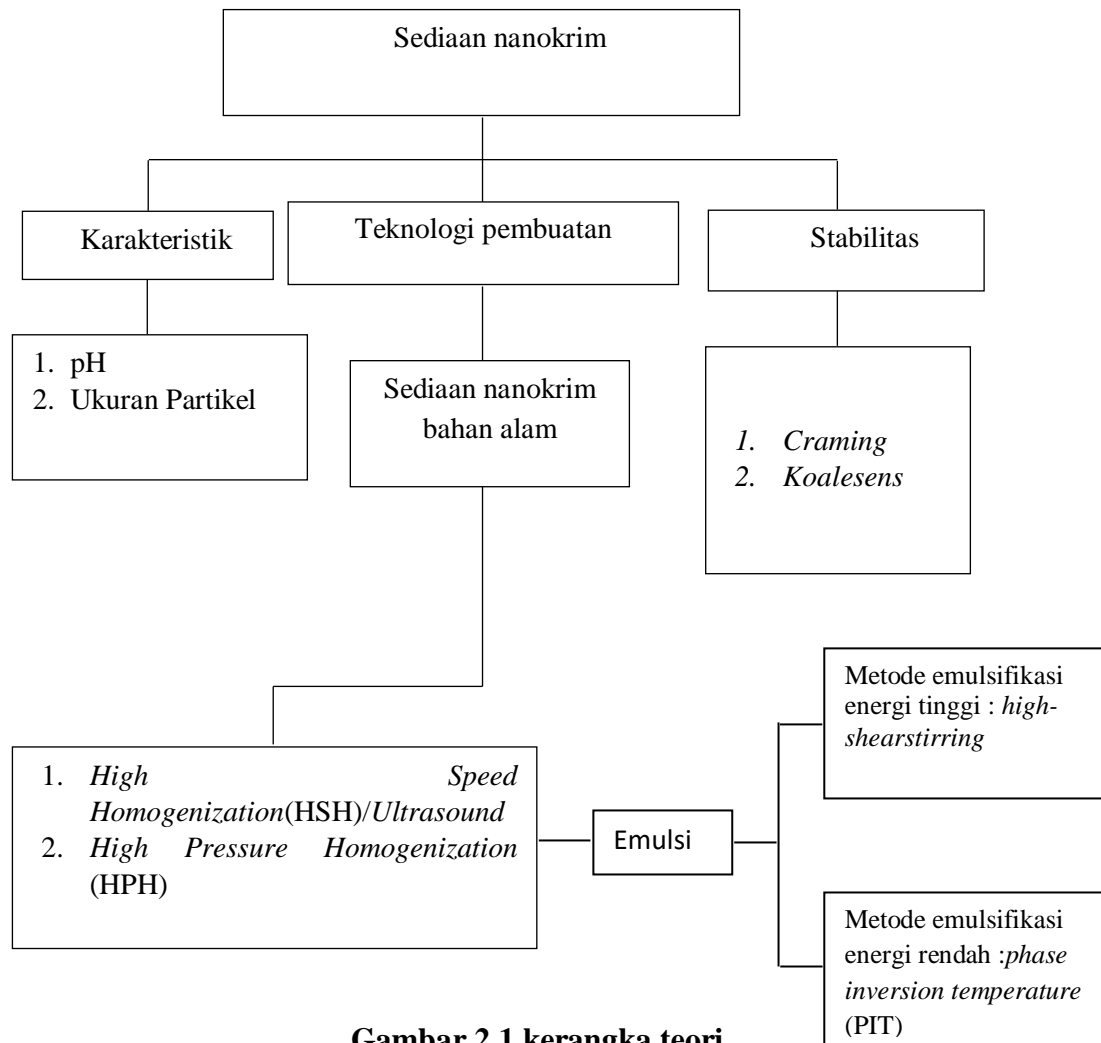 Sediaan nanokrim
Karakteristik
Teknologi pembuatan
Stabilitas
1. pH
2. Ukuran Partikel
Sediaan nanokrim
bahan alam
1. Craming
2. Koalesens
1. High Speed
Homogenization(HSH)/Ultrasound
2. High Pressure Homogenization
(HPH)
Emulsi
Metode emulsifikasi
energi tinggi : high-
shearstirring
Metode emulsifikasi
energi rendah :phase
inversion temperature
(PIT)
Gambar 2.1 kerangka teori